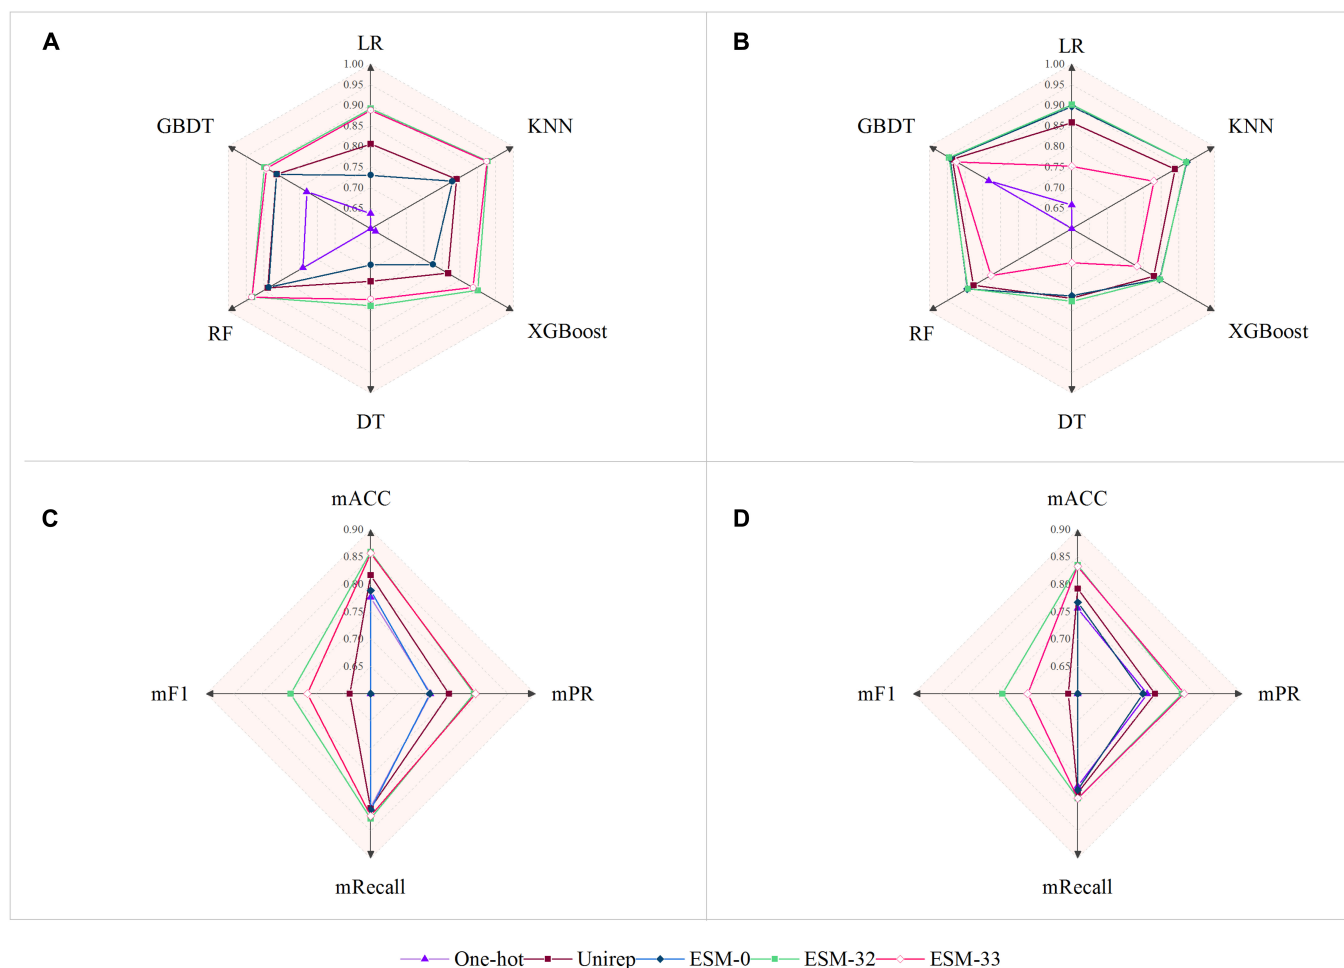 A
LR
1.00
0.95
0.90
0.85
0.80
0.75
0.70
0.65
GBDT
KNN
RF
XGBoost
DT
B
LR
1.00
0.95
0.90
0.85
0.80
0.75
0.70
0.65
GBDT
KNN
RF
XGBoost
DT
C
mACC
0.90
0.85
0.80
0.75
0.70
0.65
mF1
mPR
mRecall
D
mACC
0.90
0.85
0.80
0.75
0.70
0.65
mF1
mPR
mRecall
One-hot Unirep ESM-0 ESM-32 ESM-33